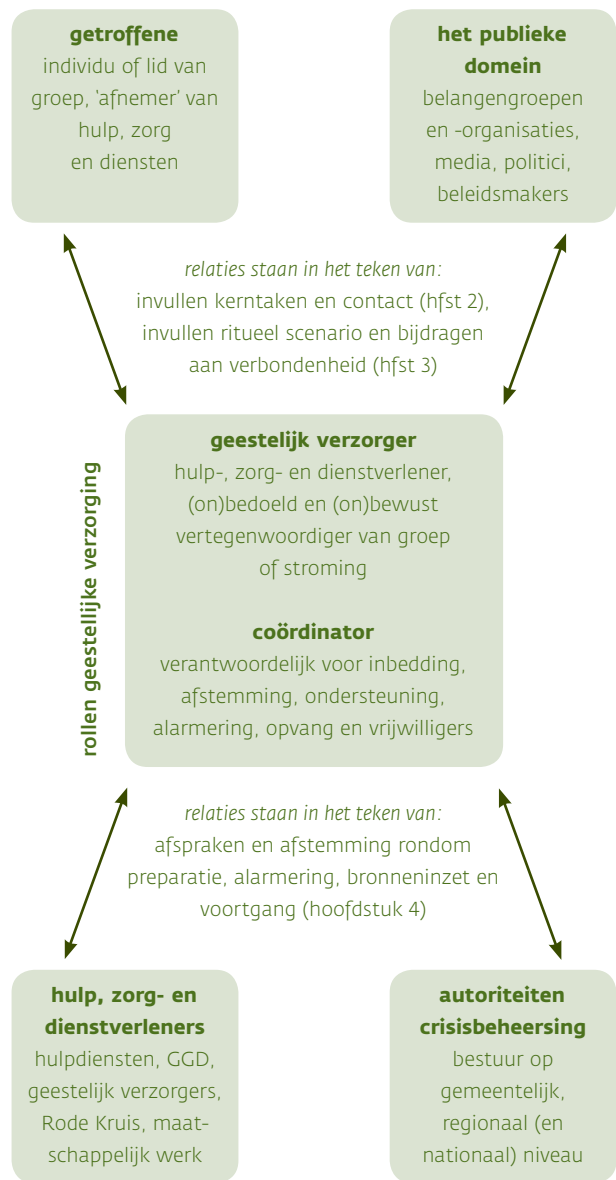 getroffene
individu of lid van
groep, 'afnemer' van
hulp, zorg
en diensten
het publieke
domein
belangengroepen
en -organisaties,
media, politici,
beleidsmakers
relaties staan in het teken van:
invullen kerntaken en contact (hfst 2),
invullen ritueel scenario en bijdragen
aan verbondenheid (hfst 3)
rollen geestellijke verzorging
geestelijk verzorger
hulp-, zorg- en dienstverlener,
(on)bedoeld en (on)bewust
vertegenwoordiger van groep
of stroming
coördinator
verantwoordelijk voor inbedding,
afstemming, ondersteuning,
alarmering, opvang en vrijwilligers
relaties staan in het teken van:
afspraken en afstemming rondom
preparatie, alarmering, bronneninzet en
voortgang (hoofdstuk 4)
hulp, zorg- en
dienstverleners
hulpdiensten, GGD,
geestelijk verzorgers,
Rode Kruis, maat-
schappelijk werk
autoriteiten
crisisbeheersing
bestuur op
gemeentelijk,
regionaal (en
nationaal) niveau